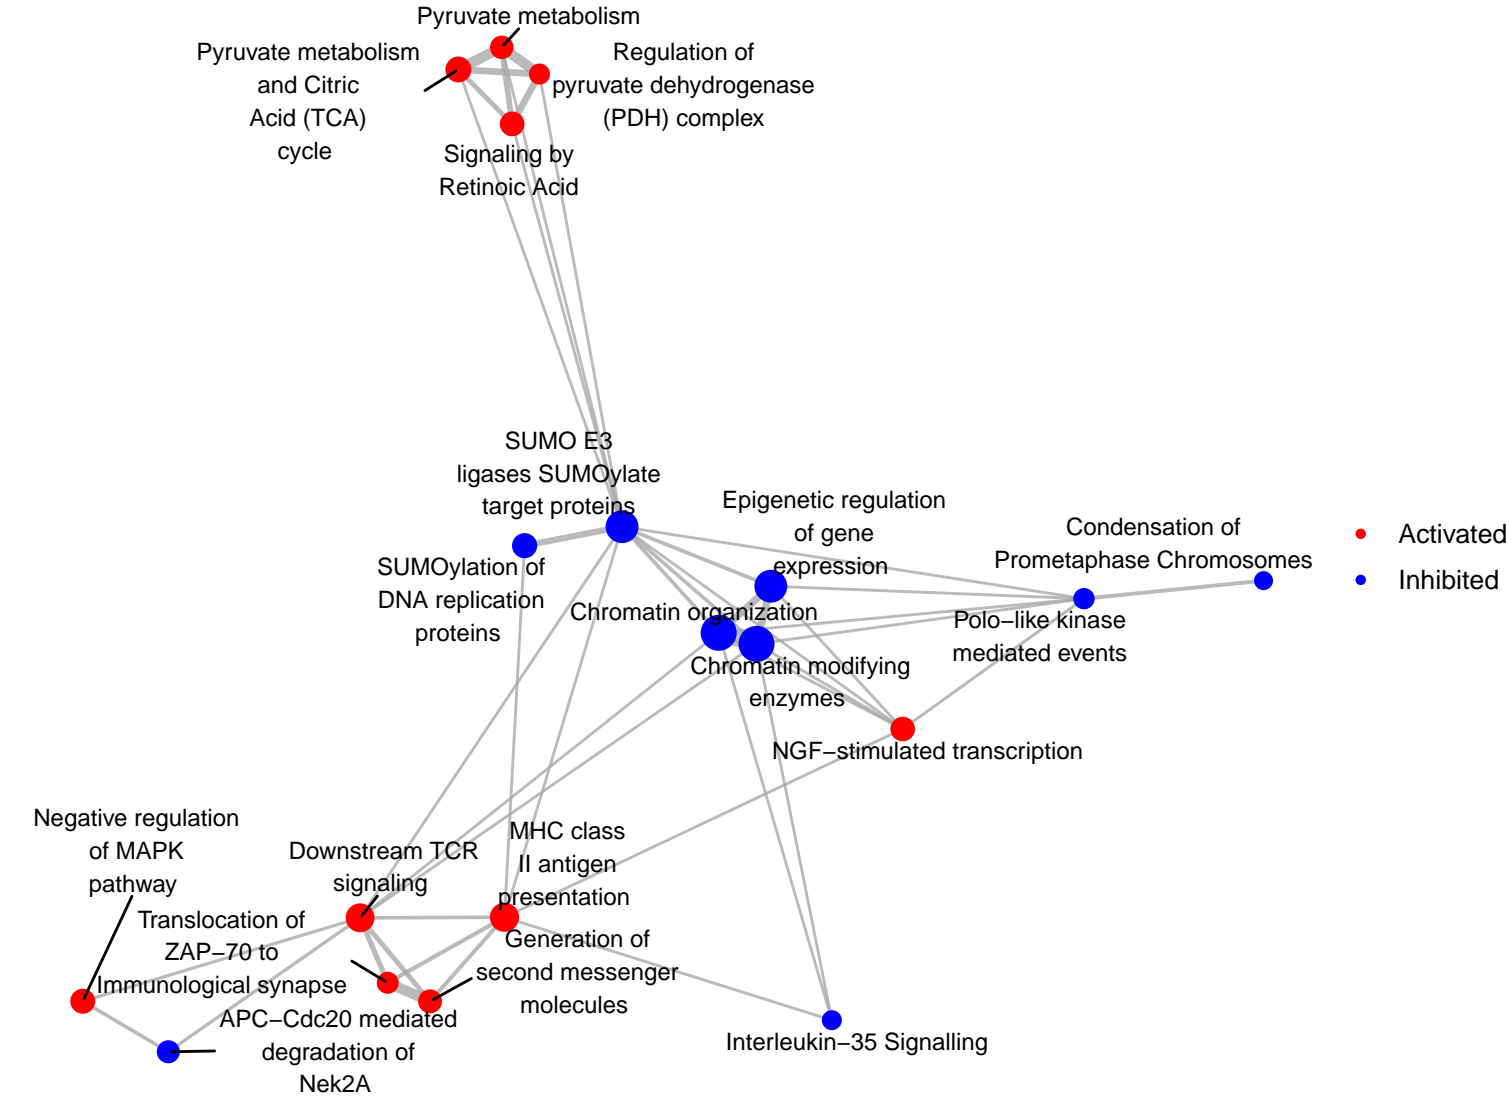 Pyruvate metabolism
Pyruvate metabolism
and Citric
Acid (TCA)
cycle
Regulation of
pyruvate dehydrogenase
(PDH) complex
Signaling by
Retinoic Acid
SUMO E3
ligases SUMOylate
target proteins
Epigenetic regulation
of gene
expression
Condensation of
Prometaphase Chromosomes
Activated
Inhibited
SUMOylation of
DNA replication
proteins
Chromatin organization
Polo−like kinase
mediated events
Chromatin modifying
enzymes
NGF−stimulated transcription
Negative regulation
of MAPK
pathway
Downstream TCR
signaling
MHC class
II antigen
presentation
Translocation of
ZAP−70 to
Immunological synapse
Generation of
second messenger
molecules
APC−Cdc20 mediated
degradation of
Nek2A
Interleukin−35 Signalling